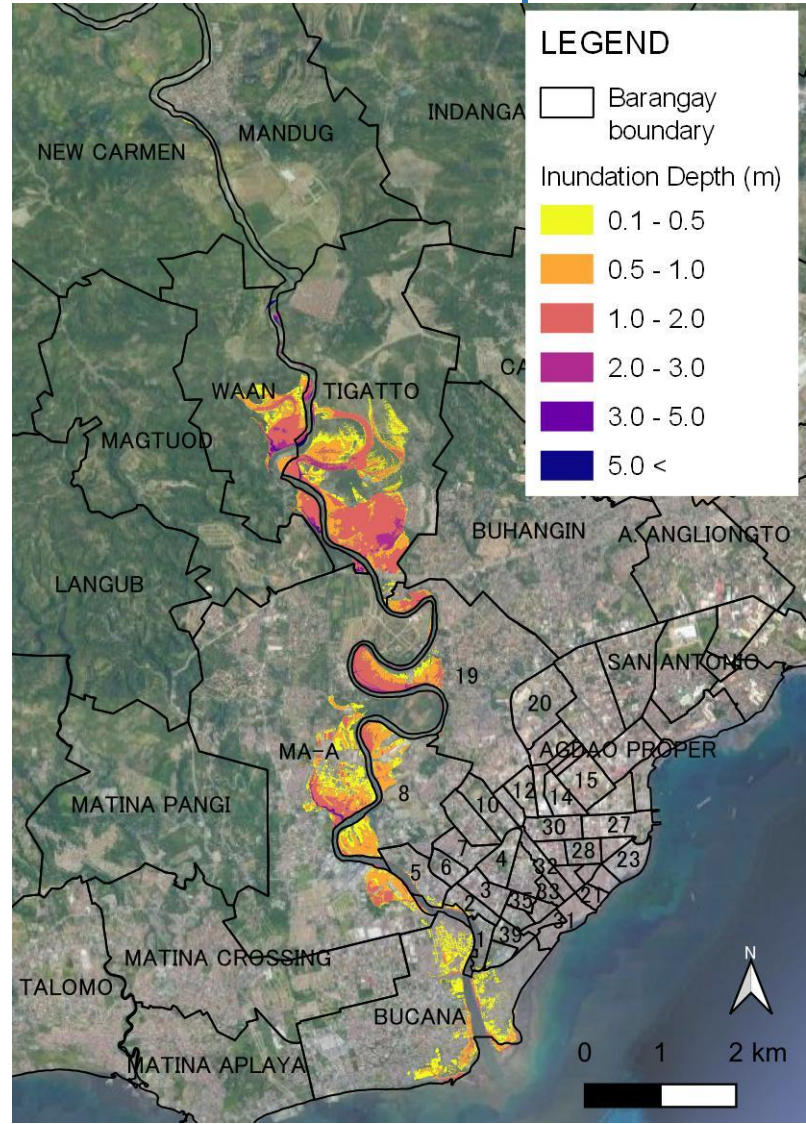 LEGEND
Barangay
boundary
Inundation Depth (m)
0.1 - 0.5
0.5 - 1.0
1.0 - 2.0
2.0 - 3.0
3.0 - 5.0
5.0 <
INDANGA
MANDUG
NEW CARMEN
CA
WAAN
TIGATTO
MAGTUOD
BUHANGIN
A. ANGLIONGTO
LANGUB
SAN ANTONIO
19
20
AGDAO PROPER
MA-A
15
MATINA PANGI
8
12
14
10
30
27
7
28
4
23
5
6
32
3
33
21
2
35
31
1
39
MATINA CROSSING
N
TALOMO
BUCANA
0 1 2 km
MATINA APLAYA